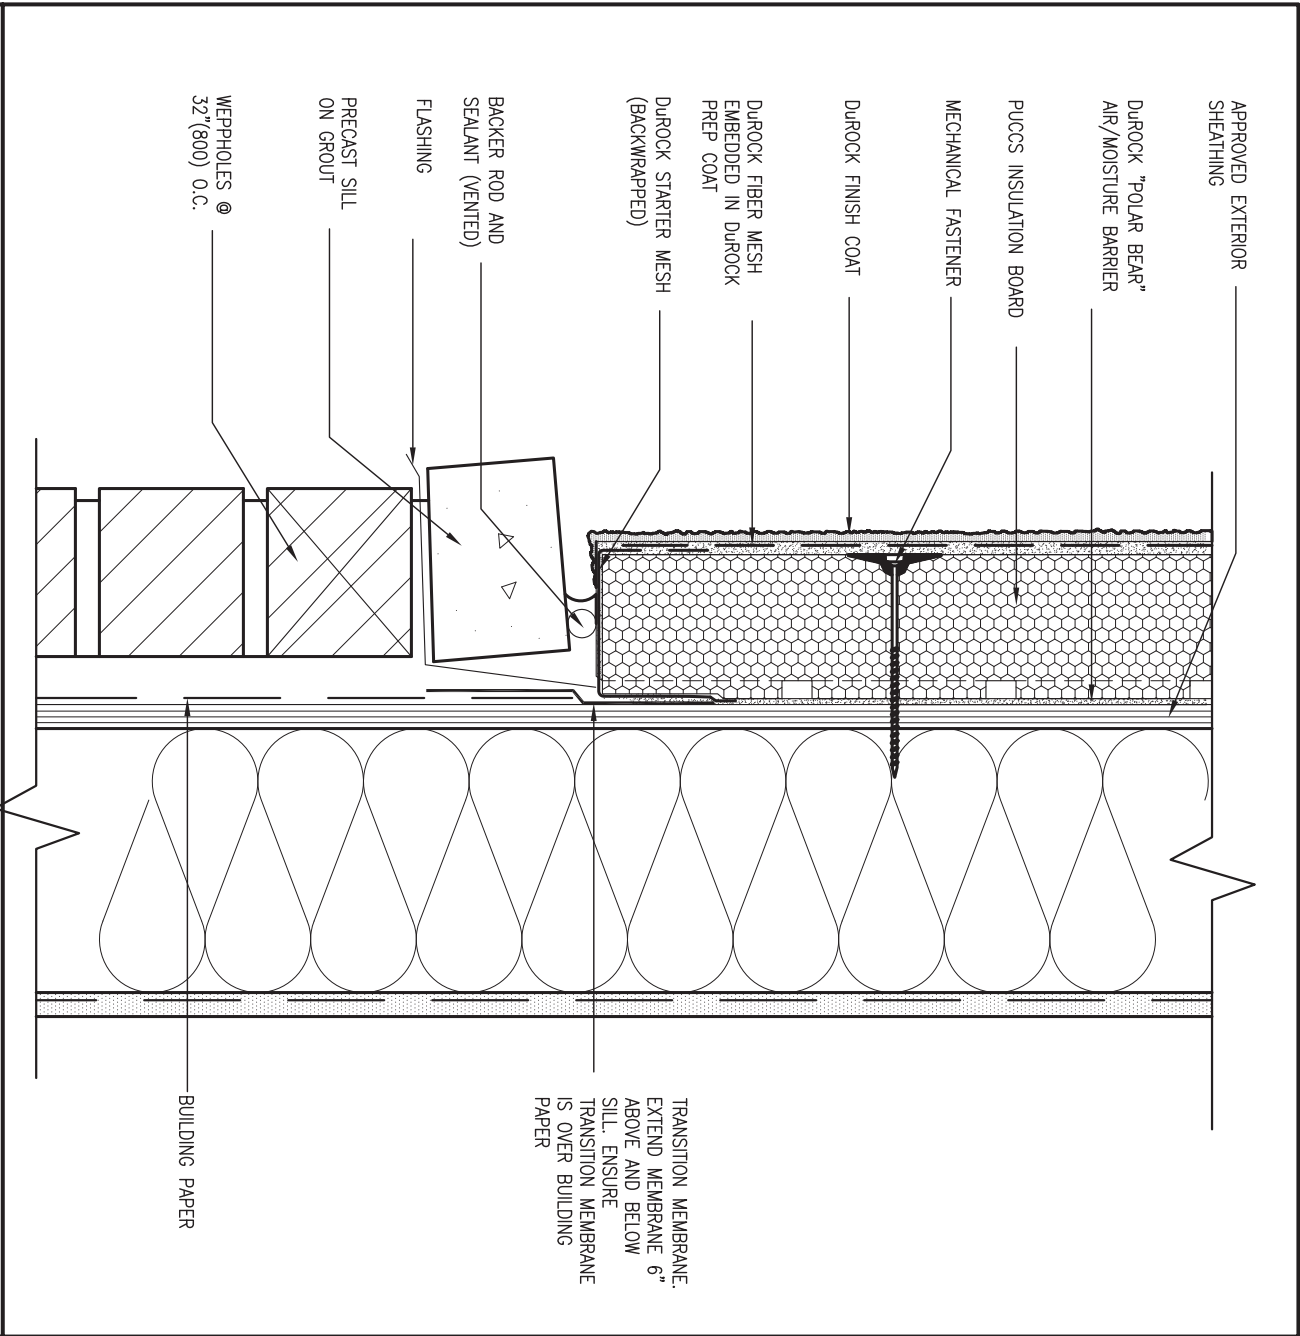 APPROVED EXTERIOR
SHEATHING
DuROCK "POLAR BEAR"
AIR/MOISTURE BARRIER
PUCCS INSULATION BOARD
MECHANICAL FASTENER
DuROCK FINISH COAT
DuROCK FIBER MESH
EMBEDDED IN DuROCK
PREP COAT
DuROCK STARTER MESH
(BACKWRAPPED)
BACKER ROD AND
SEALANT (VENTED)
FLASHING
PRECAST SILL
ON GROUT
WEPPHOLES @
32"(800) O.C.
TRANSITION MEMBRANE.
EXTEND MEMBRANE 6"
ABOVE AND BELOW
SILL. ENSURE
TRANSITION MEMBRANE
IS OVER BUILDING
PAPER
BUILDING PAPER